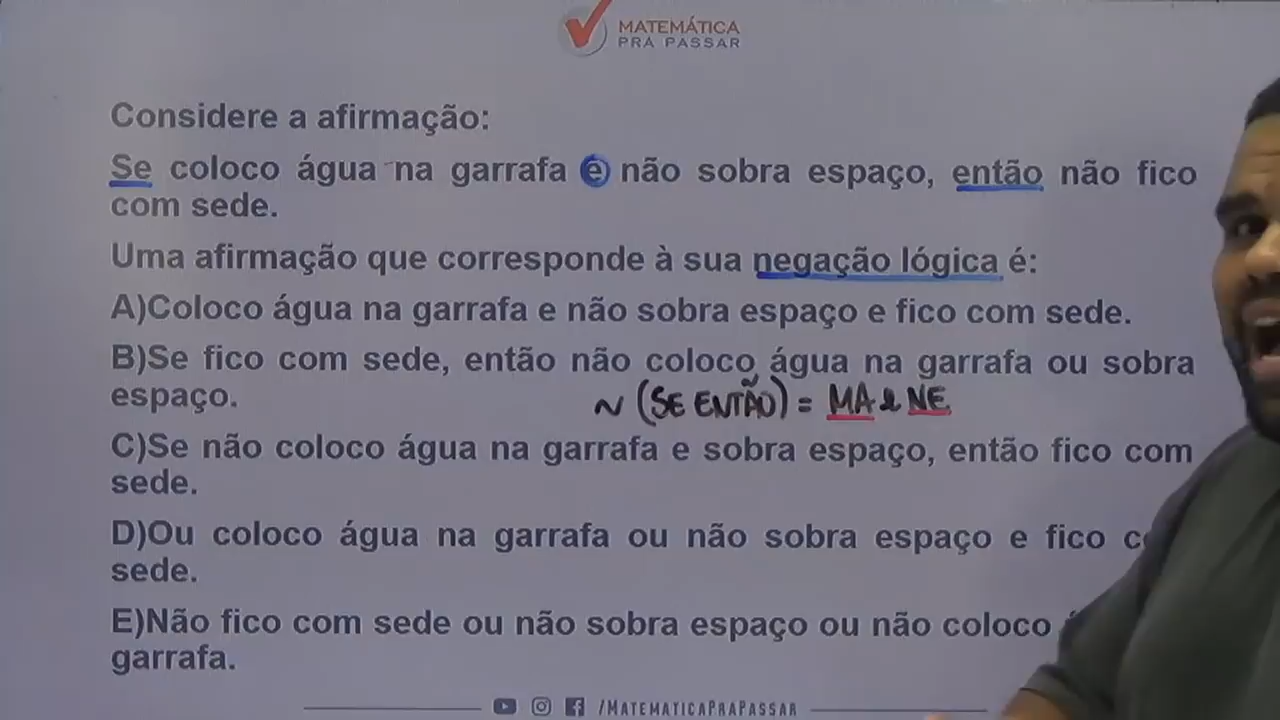 MATEMÁTICA
PRA PASSAR
Considere a afirmação:
Se coloco água na garrafa e não sobra espaço, então não fico
com sede.
Uma afirmação que corresponde à sua negação lógica é:
A)Coloco água na garrafa e não sobra espaço e fico com sede.
B)Se fico com sede, então não coloco água na garrafa ou sobra
espaço.
~ (SE ENTÃO) = MA e NE
C)Se não coloco água na garrafa e sobra espaço, então fico com
sede.
D)Ou coloco água na garrafa ou não sobra espaço e fico
sede.
E)Não fico com sede ou não sobra espaço ou não coloco
garrafa.
/MATEMATICAPRAPASSAR